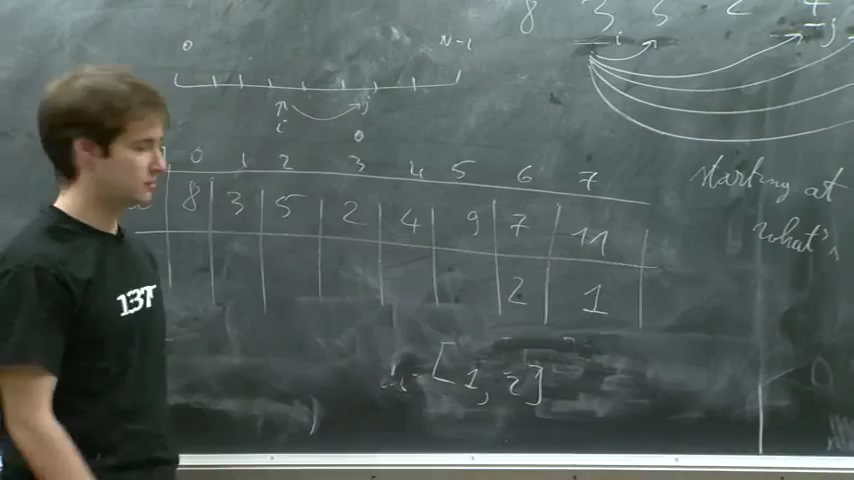 8 3 5 2 4
i j
0 N-1
i j
0
0 1 2 3 4 5 6 7
8 3 5 2 4 9 7 11
2 1
[1, 2]
starting at
what's
137